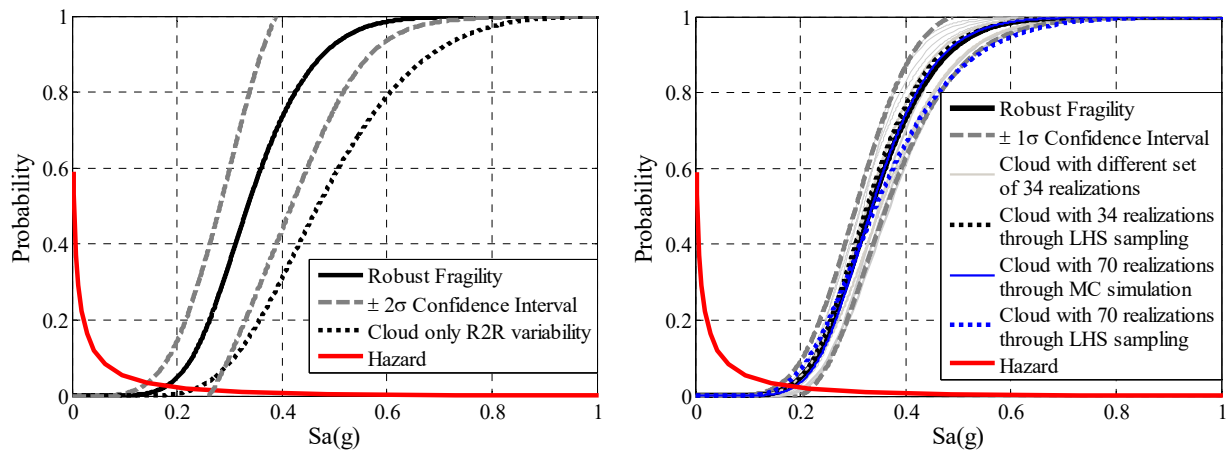 1
0.8
0.6
0.4
0.2
0
Probability
0
0.2
0.4
0.6
0.8
1
Sa(g)
Robust Fragility
± 2σ Confidence Interval
Cloud only R2R variability
Hazard
1
0.8
0.6
0.4
0.2
0
Probability
0
0.2
0.4
0.6
0.8
1
Sa(g)
Robust Fragility
± 1σ Confidence Interval
Cloud with different set
of 34 realizations
Cloud with 34 realizations
through LHS sampling
Cloud with 70 realizations
through MC simulation
Cloud with 70 realizations
through LHS sampling
Hazard